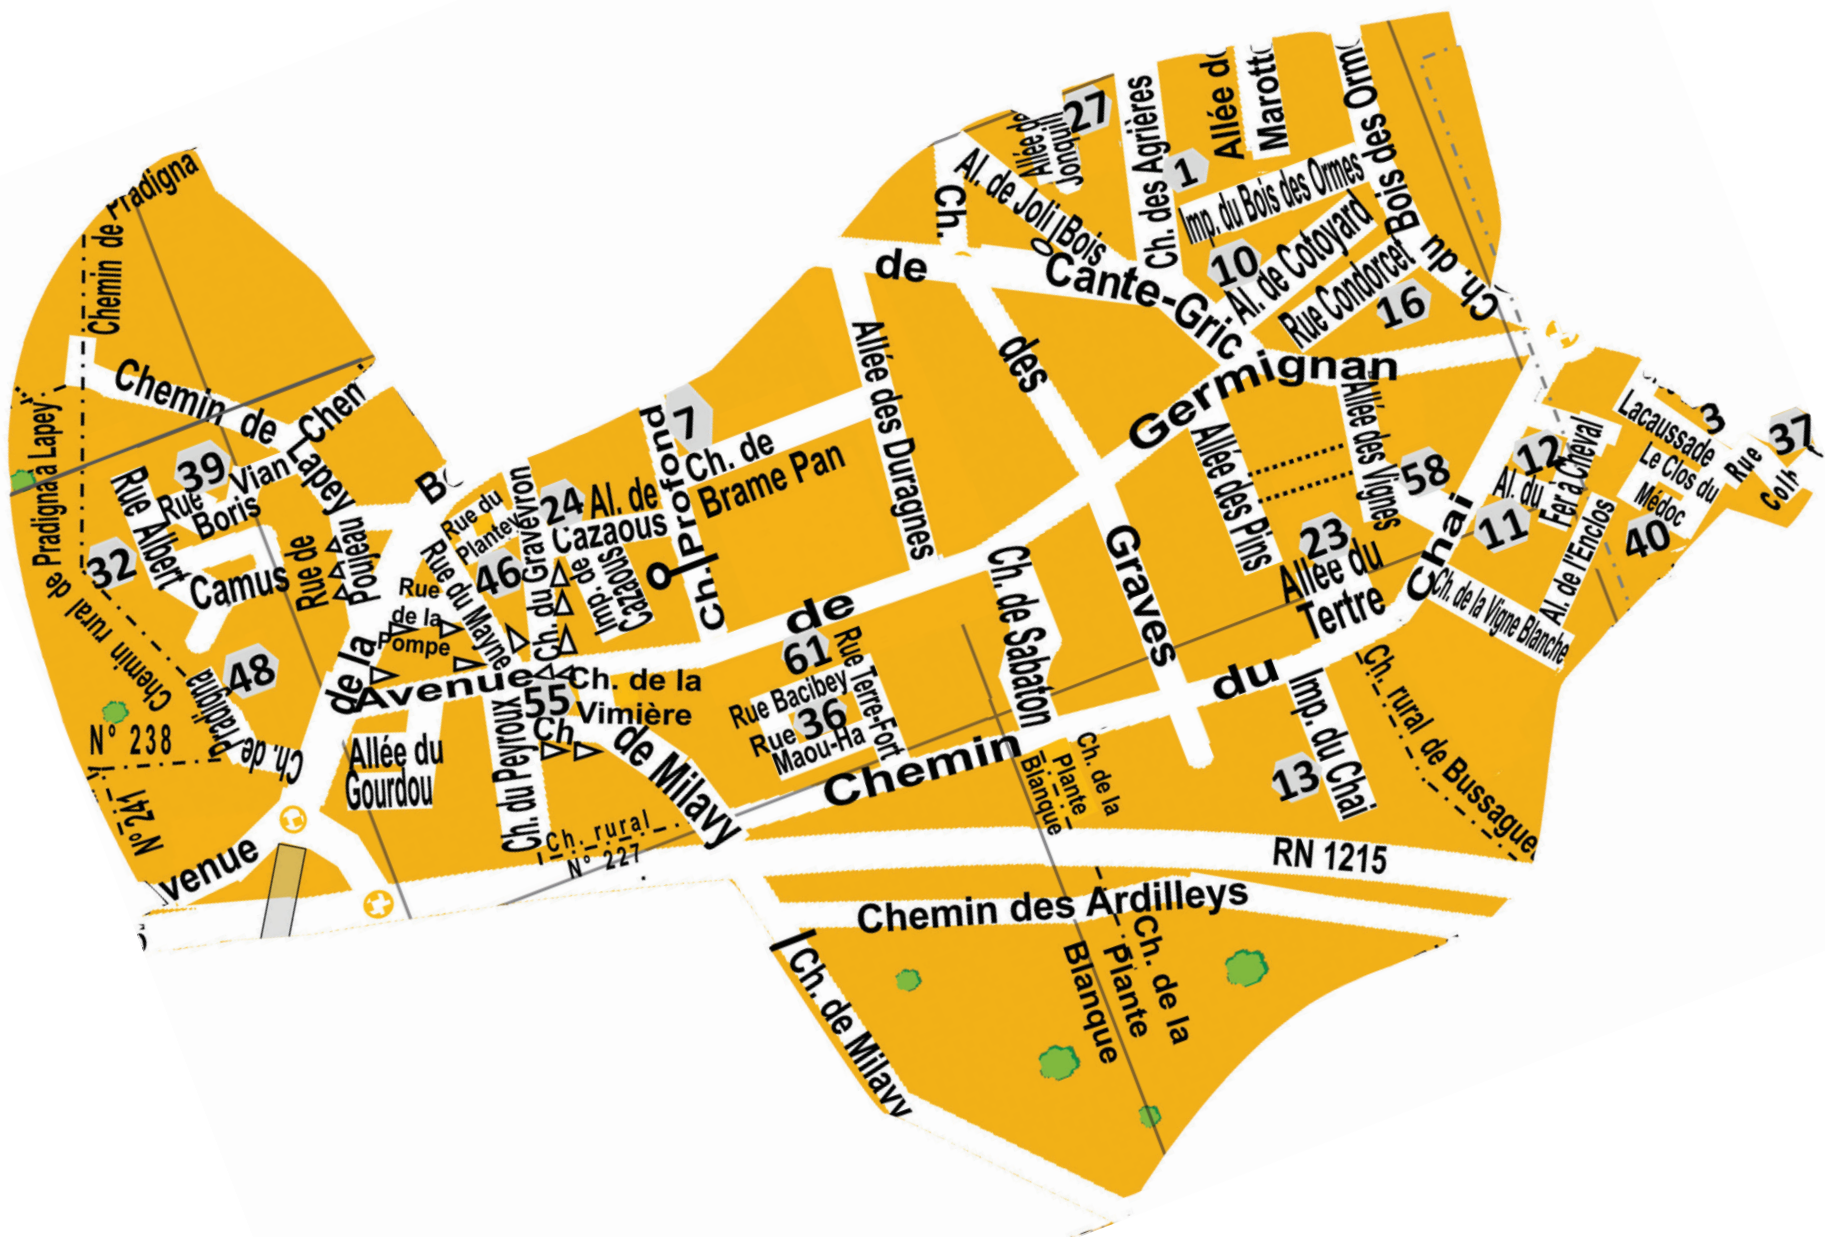 Chemin de Pradigna
Chemin de
Lapey
Chemin rural de Pradigna à Lapey
39
Rue Boris Vian
Rue Albert
Camus
32
48
Ch. de Pradigna
N° 238
N° 241
Rue de
Poujeau
de la
Rue
de la
Pompe
Avenue
venue
Allée du
Gourdou
Rue du
Plantey
Rue du Mayne
46
24
Ch. du Glaveyron
Al. de
Cazaous
Imp. de
Cazaous
7
Ch. Profond
Ch. de
Brame Pan
Allée des Duragnes
55
Ch. de la
Vimière
Ch.
de Milavy
Ch. du Peyroux
Ch. rural
N° 227
61
Rue Bacibey
36
Rue
Maou-Ha
Rue Terre-Fort
Avenue de Germignan
Ch. de Sabaton
Ch. des Graves
de Cante-Gric
Al. de Joli Bois
Allée de
27
Ch. des Agrières
1
Imp. du Bois des Ormes
10
Al. de Cotoyard
Rue Condorcet
16
Ch. du Bois des
Allée des Pins
Allée des Vignes
58
23
Allée du
Tertre
Chemin du Chai
Imp. du Chai
13
Ch. rural de Bussaguet
12
Al. du
Fer à Cheval
11
Al. de l'Enclos
Ch. de la Vigne Blanche
Lacaussade
Le Clos du
Médoc
40
3
37
Rue
Ch. de la
Plante
Blanque
RN 1215
Chemin des Ardilleys
Ch. de la
Plante
Blanque
Ch. de Milavy